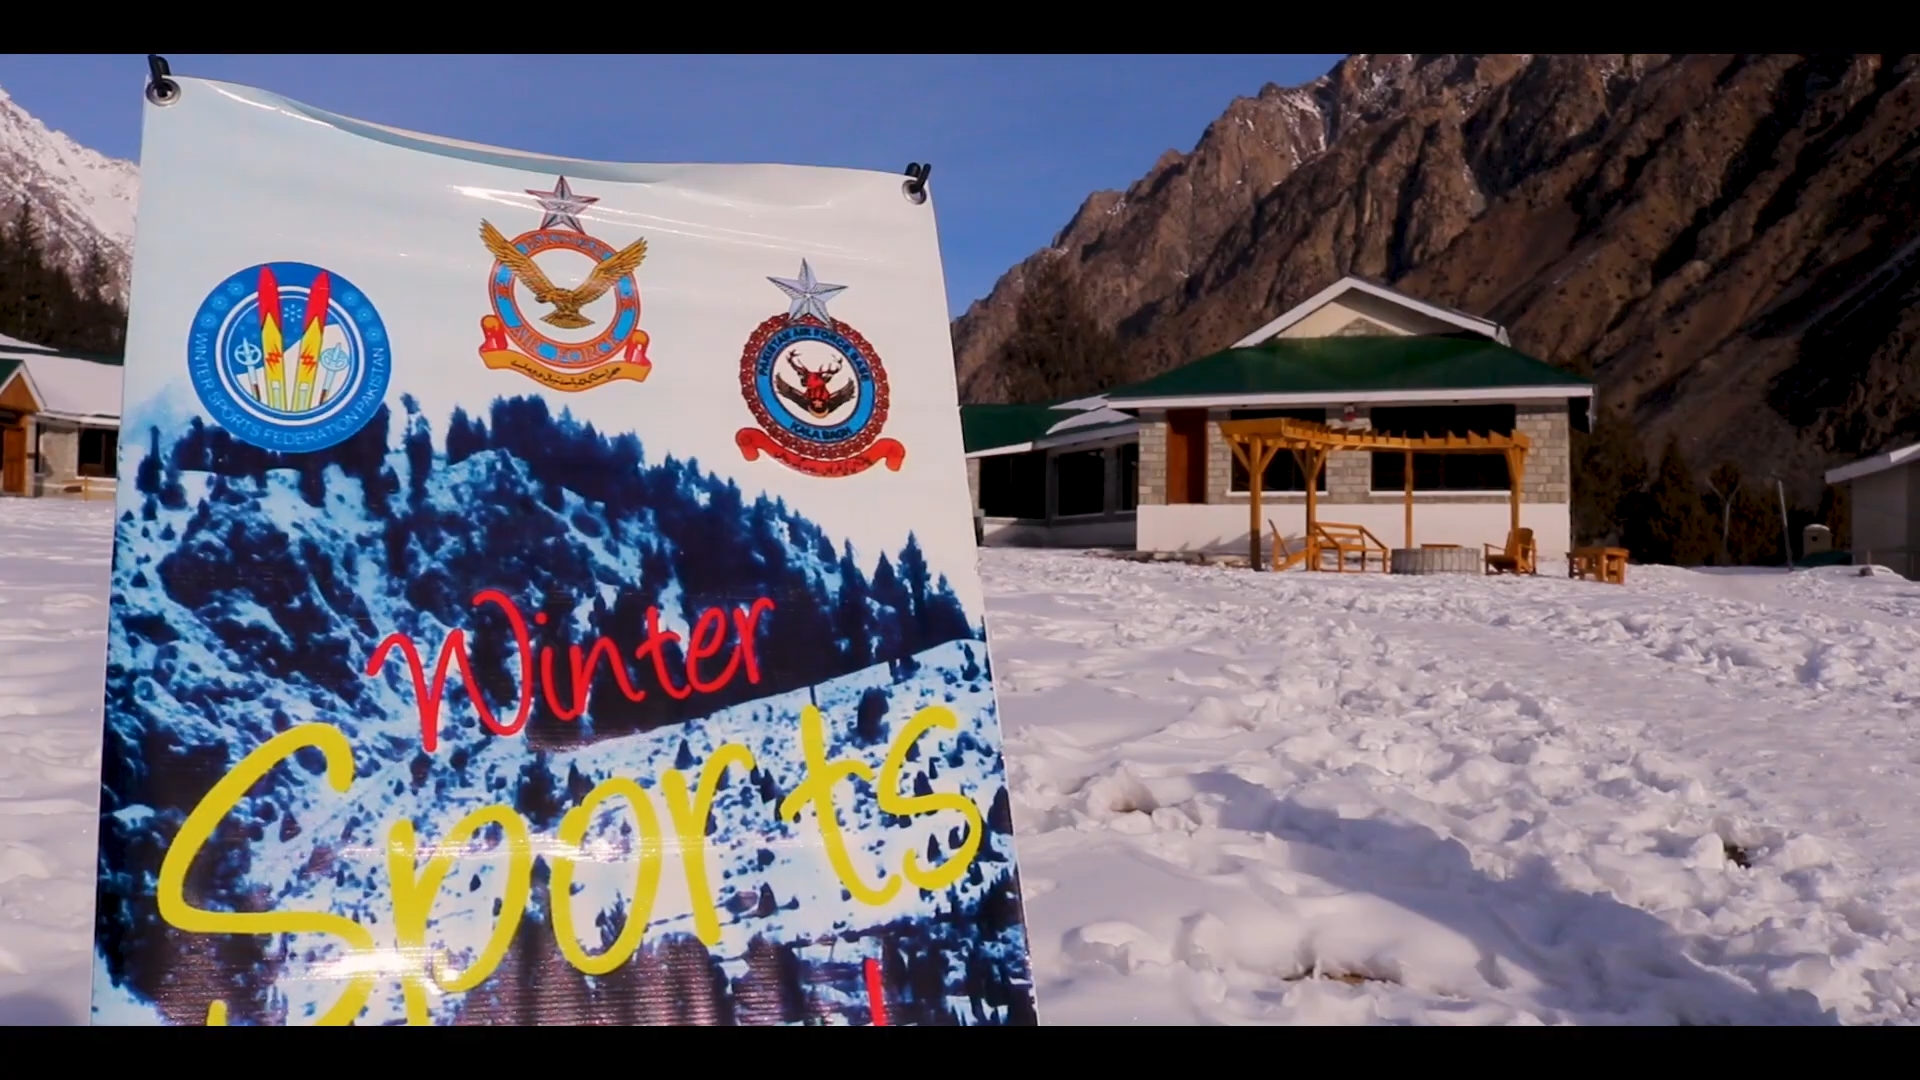 WINTER SPORTS FEDERATION PAKISTAN
AIR FORCE
PAKISTAN AIR FORCE BASE
KALA BAGH
Winter
Sports